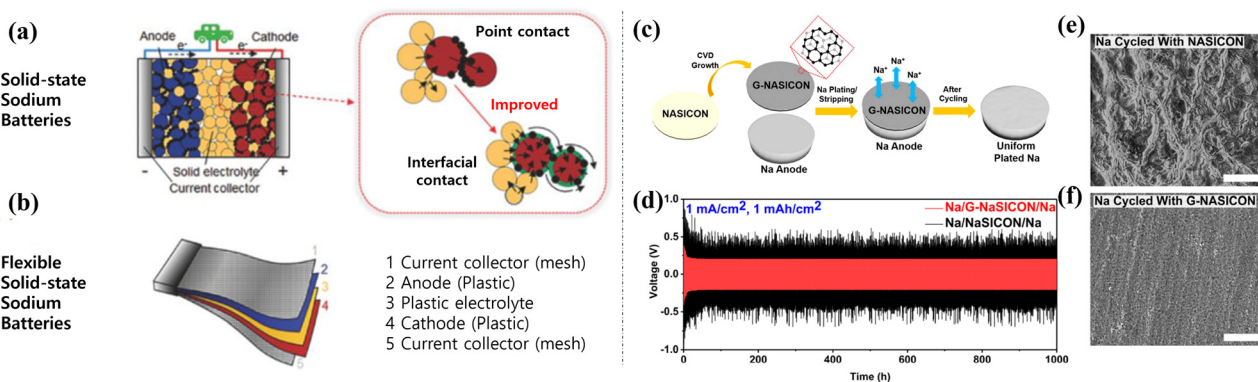 (a)
Solid-state
Sodium
Batteries
Anode
Cathode
e-
e-
Solid electrolyte
-
Current collector
+
Point contact
Improved
Interfacial
contact
(b)
Flexible
Solid-state
Sodium
Batteries
1
2
3
4
5
1 Current collector (mesh)
2 Anode (Plastic)
3 Plastic electrolyte
4 Cathode (Plastic)
5 Current collector (mesh)
(c)
CVD
Growth
NASICON
G-NASICON
Na Anode
Na Plating/
Stripping
Na+
Na+
Na+
G-NASICON
Na Anode
After
Cycling
Uniform
Plated Na
(d)
1 mA/cm2, 1 mAh/cm2
Na/G-NaSICON/Na
Na/NaSICON/Na
Voltage (V)
1.0
0.5
0.0
-0.5
-1.0
0
200
400
600
800
1000
Time (h)
(e)
Na Cycled With NASICON
(f)
Na Cycled With G-NASICON